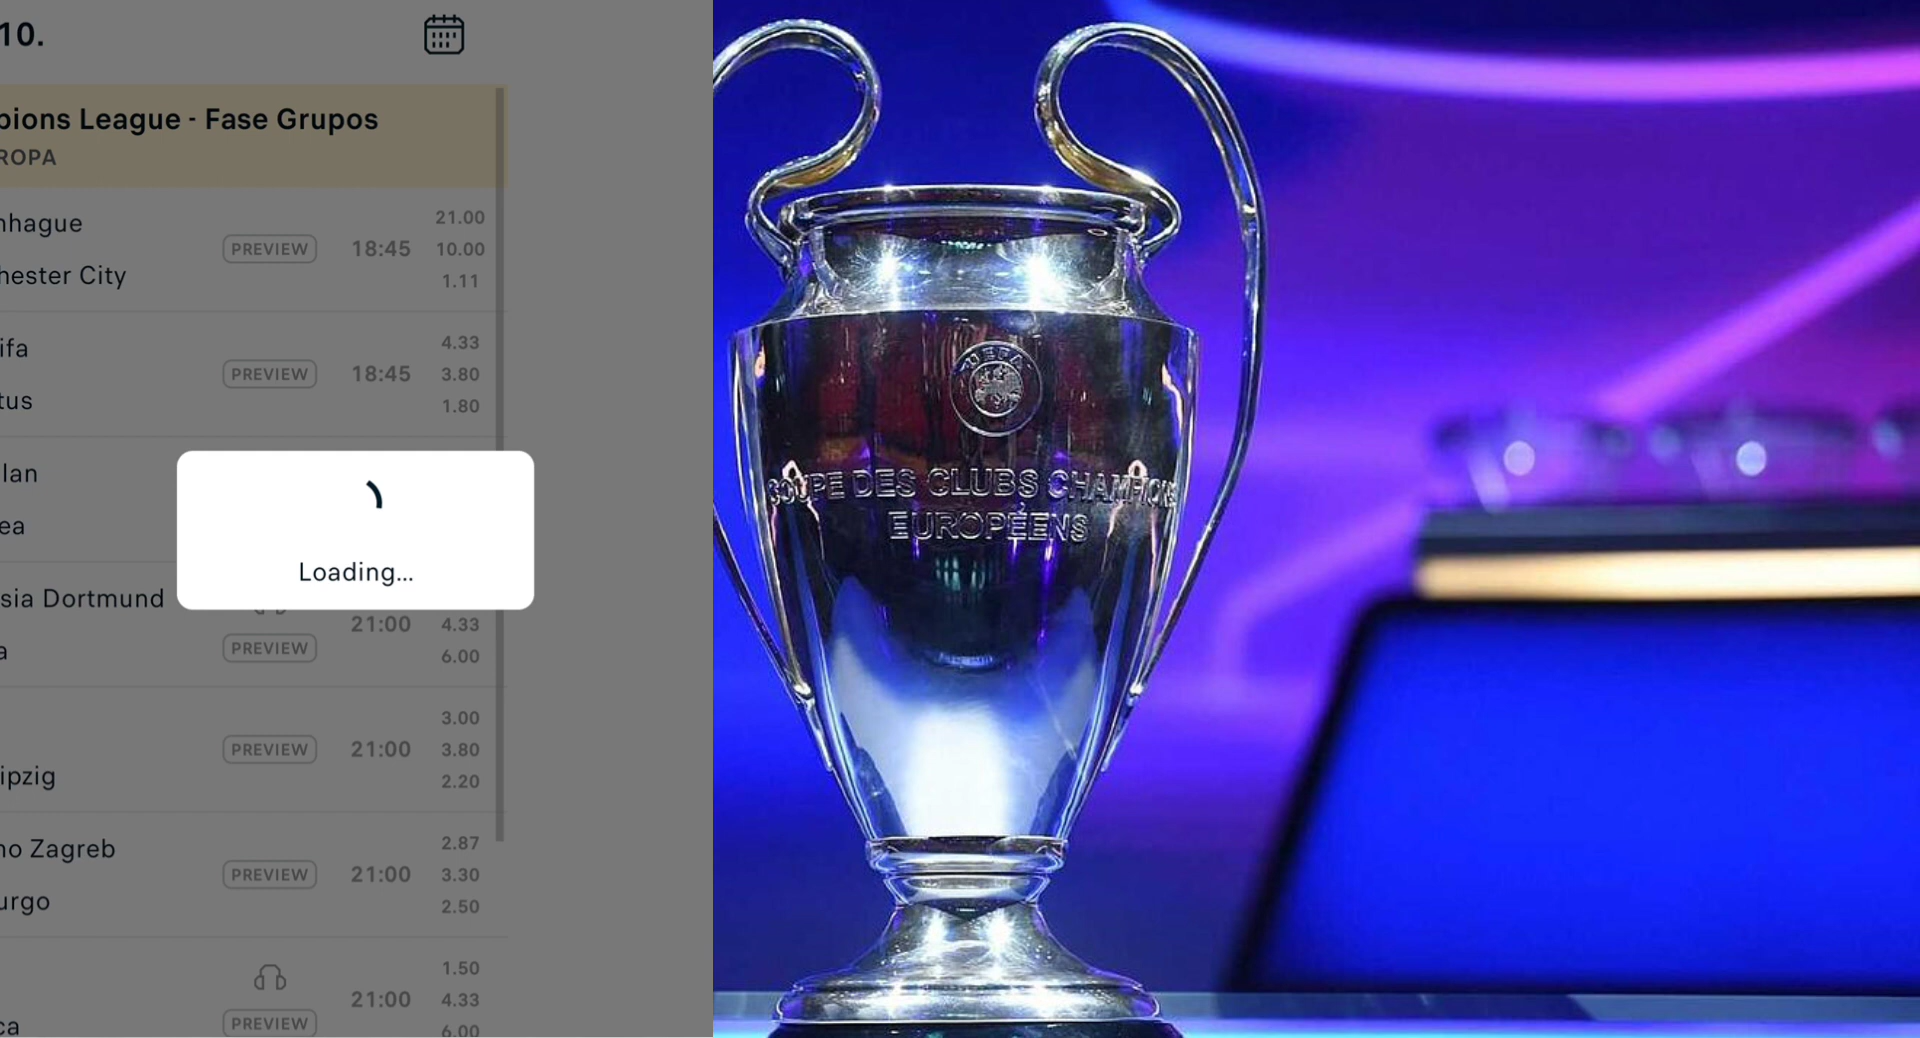 10.
pions League - Fase Grupos
ROPA
nhague
hester City
PREVIEW
18:45
21.00
10.00
1.11
ifa
tus
PREVIEW
18:45
4.33
3.80
1.80
lan
ea
Loading...
sia Dortmund
a
PREVIEW
21:00
4.33
6.00
ipzig
PREVIEW
21:00
3.00
3.80
2.20
no Zagreb
urgo
PREVIEW
21:00
2.87
3.30
2.50
ca
PREVIEW
21:00
1.50
4.33
6.00
UEFA
COUPE DES CLUBS CHAMPIONS
EUROPÉENS